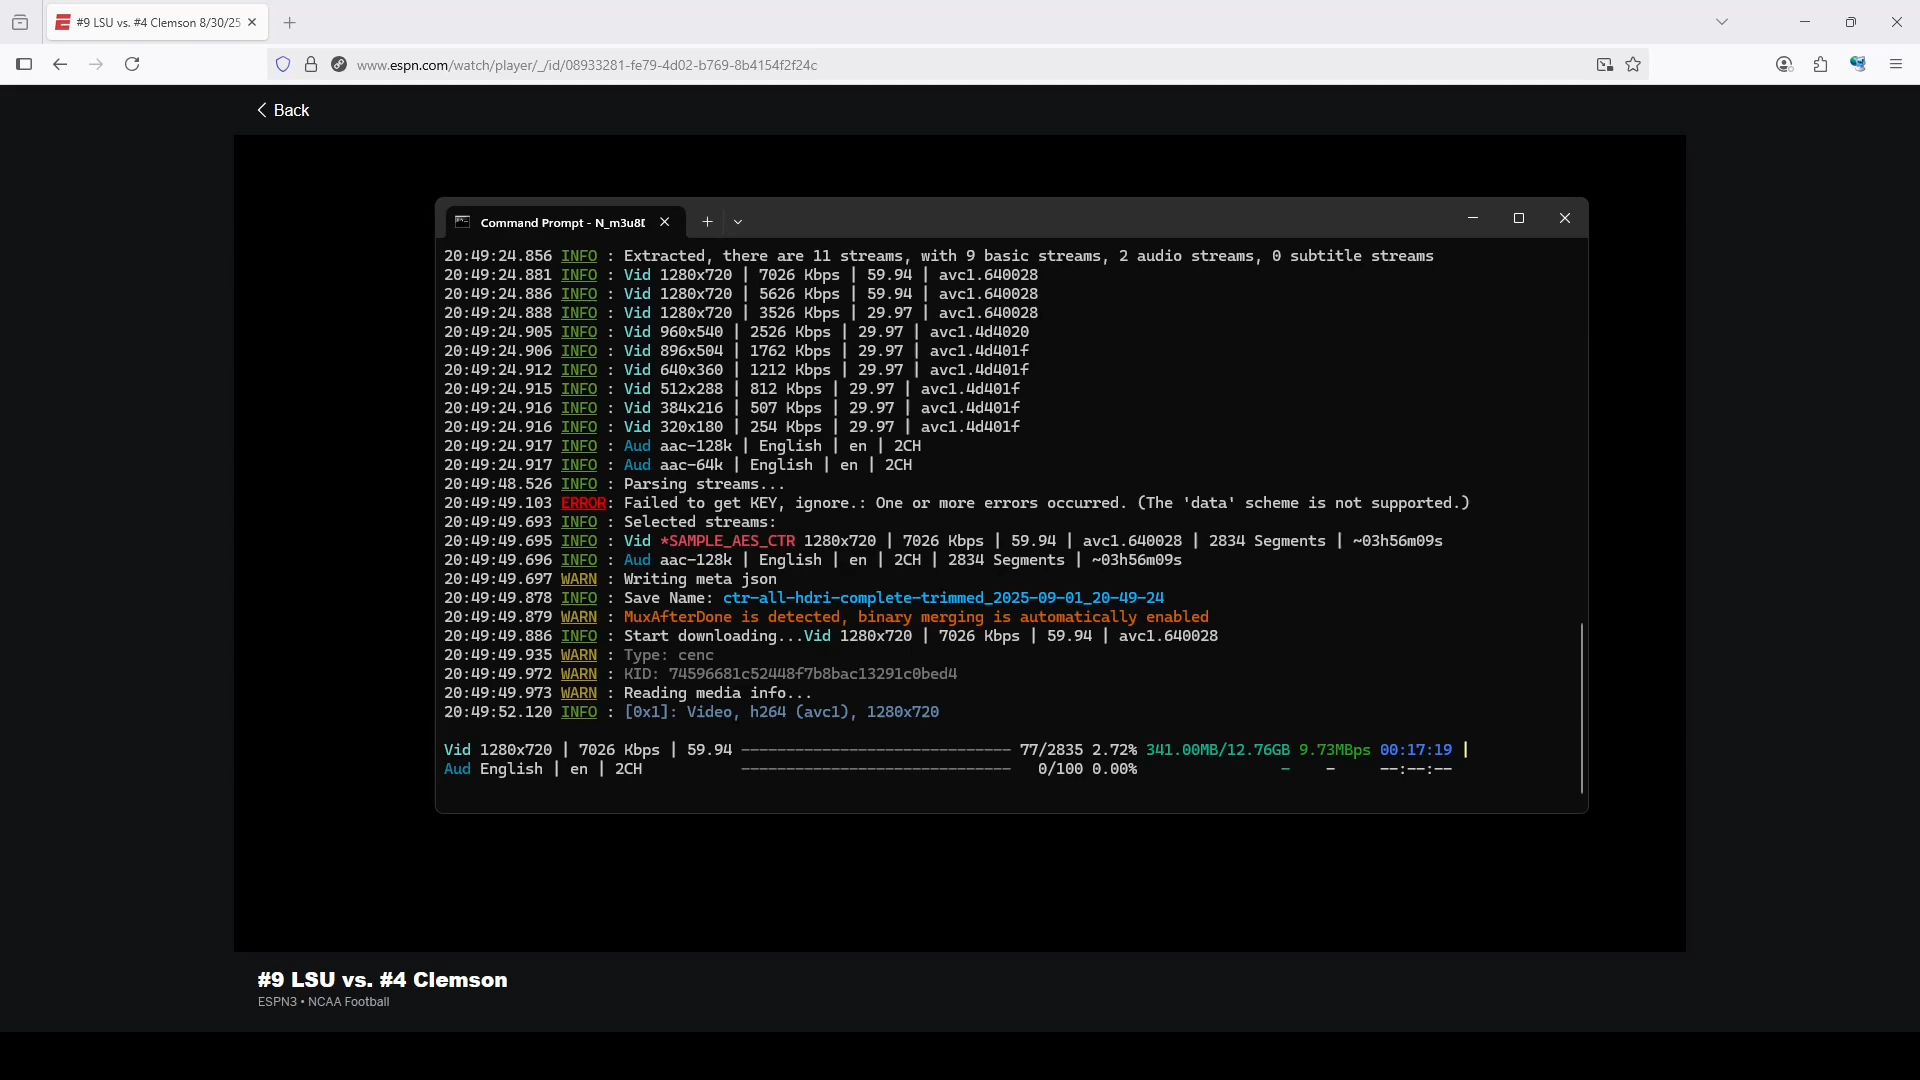 #9 LSU vs. #4 Clemson 8/30/25
www.espn.com/watch/player/_/id/08933281-fe79-4d02-b769-8b4154f2f24c
Back
Command Prompt - N_m3u8D
20:49:24.856 INFO : Extracted, there are 11 streams, with 9 basic streams, 2 audio streams, 0 subtitle streams
20:49:24.881 INFO : Vid 1280x720 | 7026 Kbps | 59.94 | avc1.640028
20:49:24.886 INFO : Vid 1280x720 | 5626 Kbps | 59.94 | avc1.640028
20:49:24.888 INFO : Vid 1280x720 | 3526 Kbps | 29.97 | avc1.640028
20:49:24.905 INFO : Vid 960x540 | 2526 Kbps | 29.97 | avc1.4d4020
20:49:24.906 INFO : Vid 896x504 | 1762 Kbps | 29.97 | avc1.4d401f
20:49:24.912 INFO : Vid 640x360 | 1212 Kbps | 29.97 | avc1.4d401f
20:49:24.915 INFO : Vid 512x288 | 812 Kbps | 29.97 | avc1.4d401f
20:49:24.916 INFO : Vid 384x216 | 507 Kbps | 29.97 | avc1.4d401f
20:49:24.916 INFO : Vid 320x180 | 254 Kbps | 29.97 | avc1.4d401f
20:49:24.917 INFO : Aud aac-128k | English | en | 2CH
20:49:24.917 INFO : Aud aac-64k | English | en | 2CH
20:49:48.526 INFO : Parsing streams...
20:49:49.103 ERROR: Failed to get KEY, ignore.: One or more errors occurred. (The 'data' scheme is not supported.)
20:49:49.693 INFO : Selected streams:
20:49:49.695 INFO : Vid *SAMPLE_AES_CTR 1280x720 | 7026 Kbps | 59.94 | avc1.640028 | 2834 Segments | ~03h56m09s
20:49:49.696 INFO : Aud aac-128k | English | en | 2CH | 2834 Segments | ~03h56m09s
20:49:49.697 WARN : Writing meta json
20:49:49.878 INFO : Save Name: ctr-all-hdri-complete-trimmed_2025-09-01_20-49-24
20:49:49.879 WARN : MuxAfterDone is detected, binary merging is automatically enabled
20:49:49.886 INFO : Start downloading...Vid 1280x720 | 7026 Kbps | 59.94 | avc1.640028
20:49:49.935 WARN : Type: cenc
20:49:49.972 WARN : KID: 74596681c52448f7b8bac13291c0bed4
20:49:49.973 WARN : Reading media info...
20:49:52.120 INFO : [0x1]: Video, h264 (avc1), 1280x720
Vid 1280x720 | 7026 Kbps | 59.94 —————————————————————————————— 77/2835 2.72% 341.00MB/12.76GB 9.73MBps 00:17:19 |
Aud English | en | 2CH —————————————————————————————— 0/100 0.00% - - --:--:--
#9 LSU vs. #4 Clemson
ESPN3 • NCAA Football